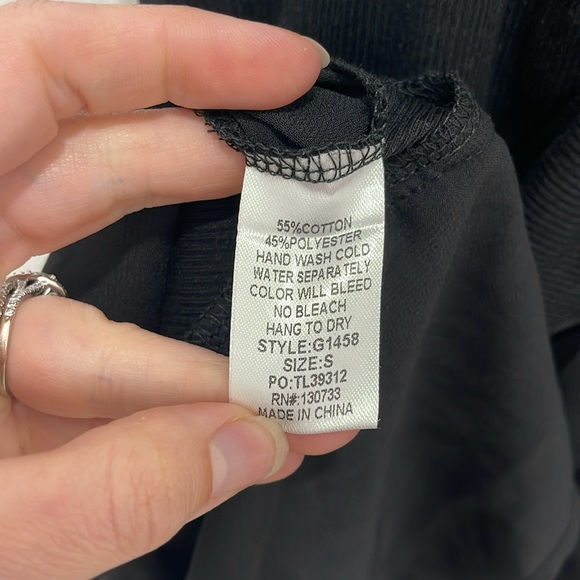 55%COTTON
45%POLYESTER
HAND WASH COLD
WATER SEPARATELY
COLOR WILL BLEED
NO BLEACH
HANG TO DRY
STYLE:G1458
SIZE:S
PO:TL39312
RN#:130733
MADE IN CHINA